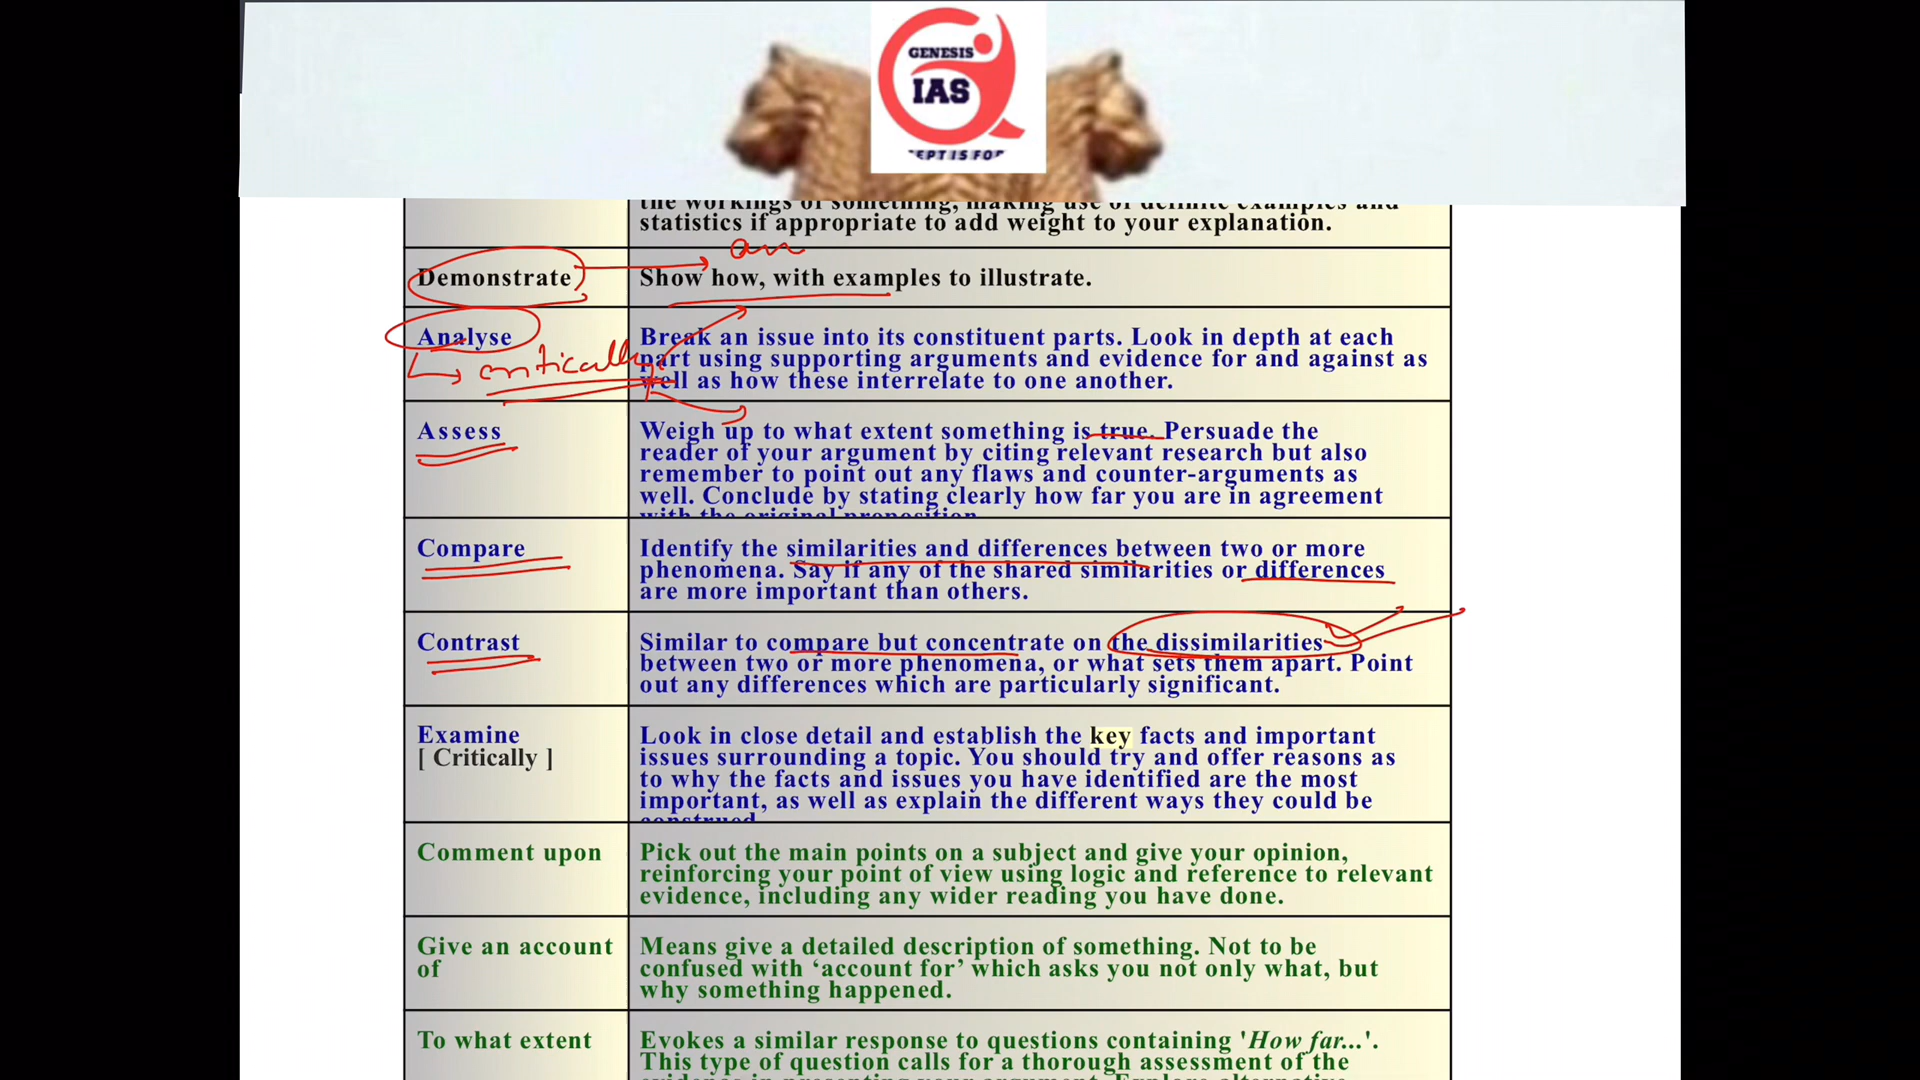 GENESIS
IAS
statistics if appropriate to add weight to your explanation.
an
Demonstrate
Show how, with examples to illustrate.
Analyse
critically
Break an issue into its constituent parts. Look in depth at each
part using supporting arguments and evidence for and against as
well as how these interrelate to one another.
Assess
Weigh up to what extent something is true. Persuade the
reader of your argument by citing relevant research but also
remember to point out any flaws and counter-arguments as
well. Conclude by stating clearly how far you are in agreement
with the original proposition.
Compare
Identify the similarities and differences between two or more
phenomena. Say if any of the shared similarities or differences
are more important than others.
Contrast
Similar to compare but concentrate on the dissimilarities
between two or more phenomena, or what sets them apart. Point
out any differences which are particularly significant.
Examine
[ Critically ]
Look in close detail and establish the key facts and important
issues surrounding a topic. You should try and offer reasons as
to why the facts and issues you have identified are the most
important, as well as explain the different ways they could be
construed.
Comment upon
Pick out the main points on a subject and give your opinion,
reinforcing your point of view using logic and reference to relevant
evidence, including any wider reading you have done.
Give an account
of
Means give a detailed description of something. Not to be
confused with ‘account for’ which asks you not only what, but
why something happened.
To what extent
Evokes a similar response to questions containing 'How far...'.
This type of question calls for a thorough assessment of the